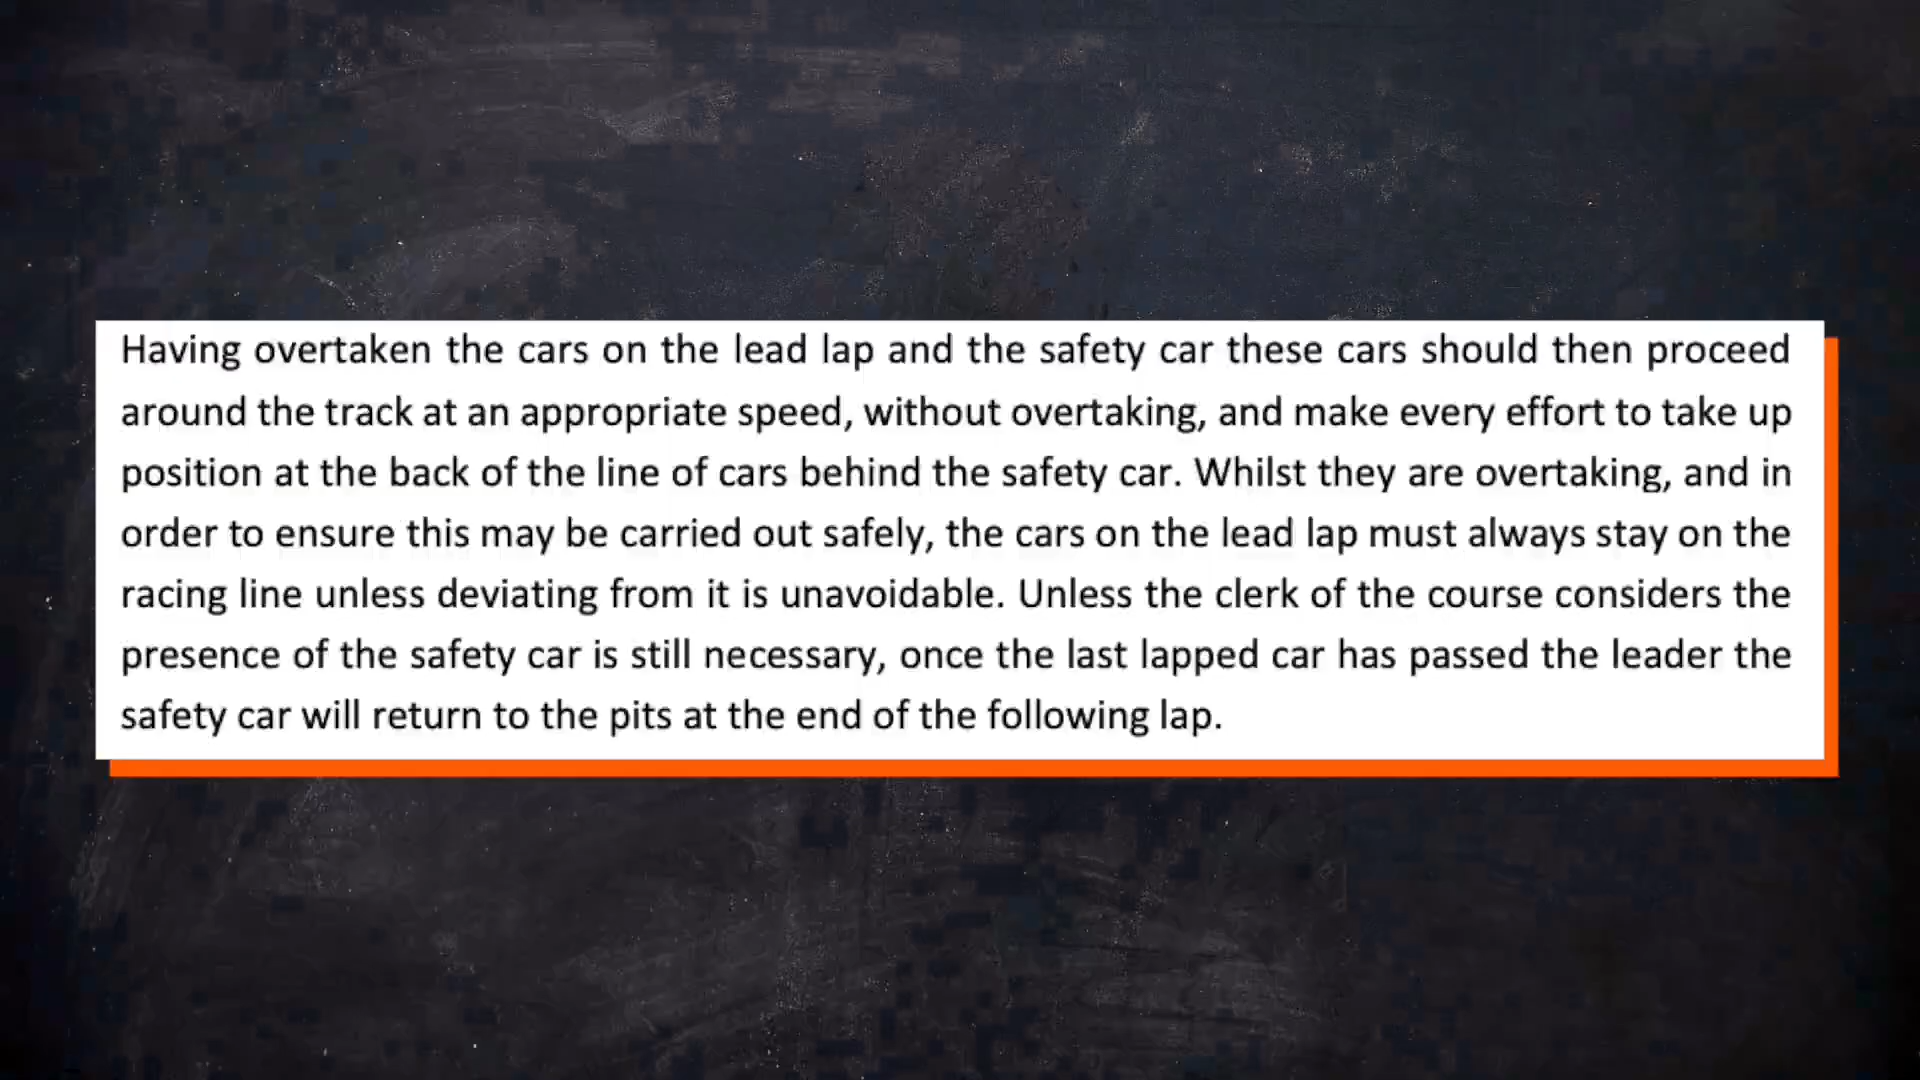 Having overtaken the cars on the lead lap and the safety car these cars should then proceed
around the track at an appropriate speed, without overtaking, and make every effort to take up
position at the back of the line of cars behind the safety car. Whilst they are overtaking, and in
order to ensure this may be carried out safely, the cars on the lead lap must always stay on the
racing line unless deviating from it is unavoidable. Unless the clerk of the course considers the
presence of the safety car is still necessary, once the last lapped car has passed the leader the
safety car will return to the pits at the end of the following lap.